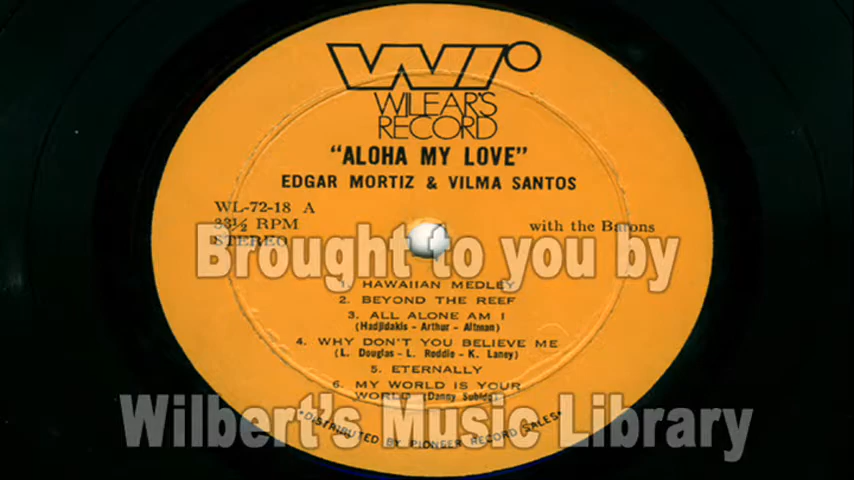 WILEAR'S
RECORD
"ALOHA MY LOVE"
EDGAR MORTIZ & VILMA SANTOS
WL-72-18 A
33⅓ RPM
STEREO
with the Barons
Brought to you by
1. HAWAIIAN MEDLEY
2. BEYOND THE REEF
3. ALL ALONE AM I
(Hadjidakis - Arthur - Altman)
4. WHY DON'T YOU BELIEVE ME
(L. Douglas - L. Roddie - K. Laney)
5. ETERNALLY
6. MY WORLD IS YOUR
WORLD (Danny Subido)
Wilbert's Music Library
*DISTRIBUTED BY PIONEER RECORD SALES*